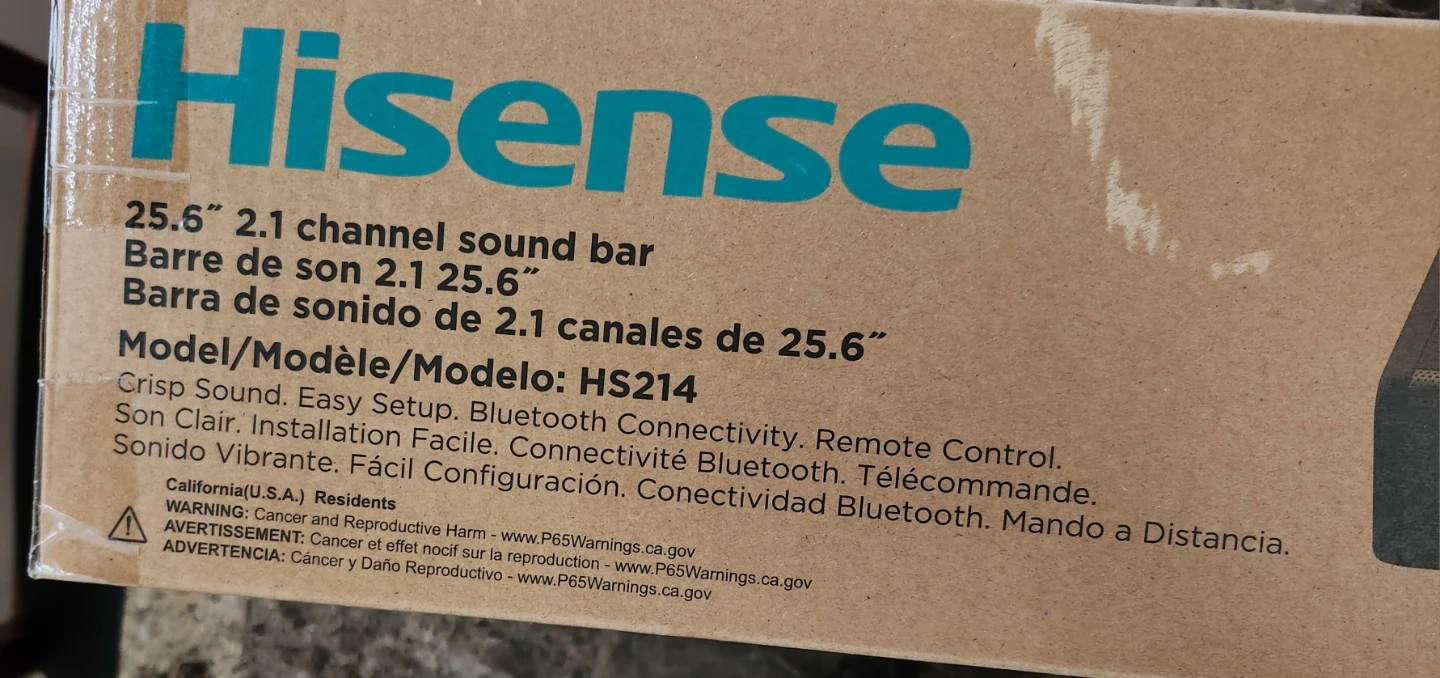 Hisense
25.6″ 2.1 channel sound bar
Barre de son 2.1 25.6″
Barra de sonido de 2.1 canales de 25.6″
Model/Modèle/Modelo: HS214
Crisp Sound. Easy Setup. Bluetooth Connectivity. Remote Control.
Son Clair. Installation Facile. Connectivité Bluetooth. Télécommande.
Sonido Vibrante. Fácil Configuración. Conectividad Bluetooth. Mando a Distancia.
California(U.S.A.) Residents
WARNING: Cancer and Reproductive Harm - www.P65Warnings.ca.gov
AVERTISSEMENT: Cancer et effet nocif sur la reproduction - www.P65Warnings.ca.gov
ADVERTENCIA: Cáncer y Daño Reproductivo - www.P65Warnings.ca.gov